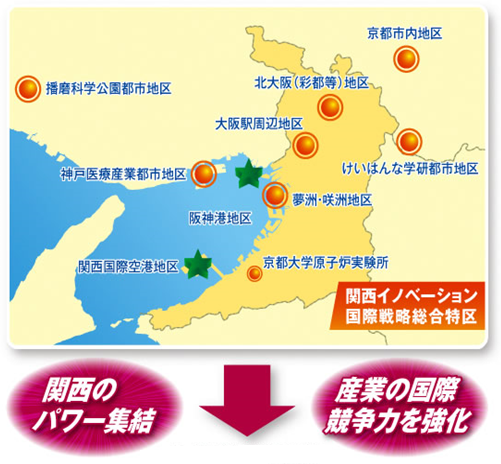 京都市内地区
播磨科学公園都市地区
北大阪（彩都等）地区
大阪駅周辺地区
けいはんな学研都市地区
神戸医療産業都市地区
夢洲・咲洲地区
阪神港地区
関西国際空港地区
京都大学原子炉実験所
関西イノベーション
国際戦略総合特区
関西の
パワー集結
産業の国際
競争力を強化